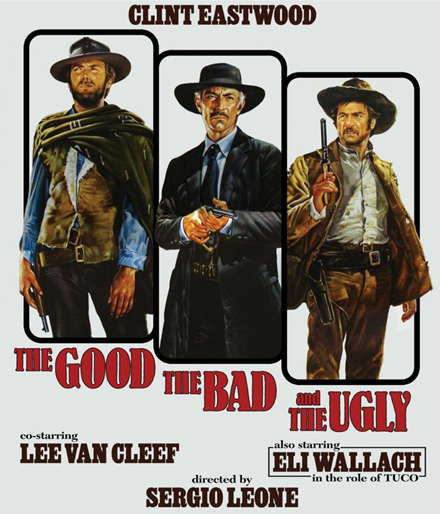 CLINT EASTWOOD
THE GOOD
THE BAD
and
THE UGLY
co-starring
LEE VAN CLEEF
also starring
ELI WALLACH
in the role of TUCO
directed by
SERGIO LEONE